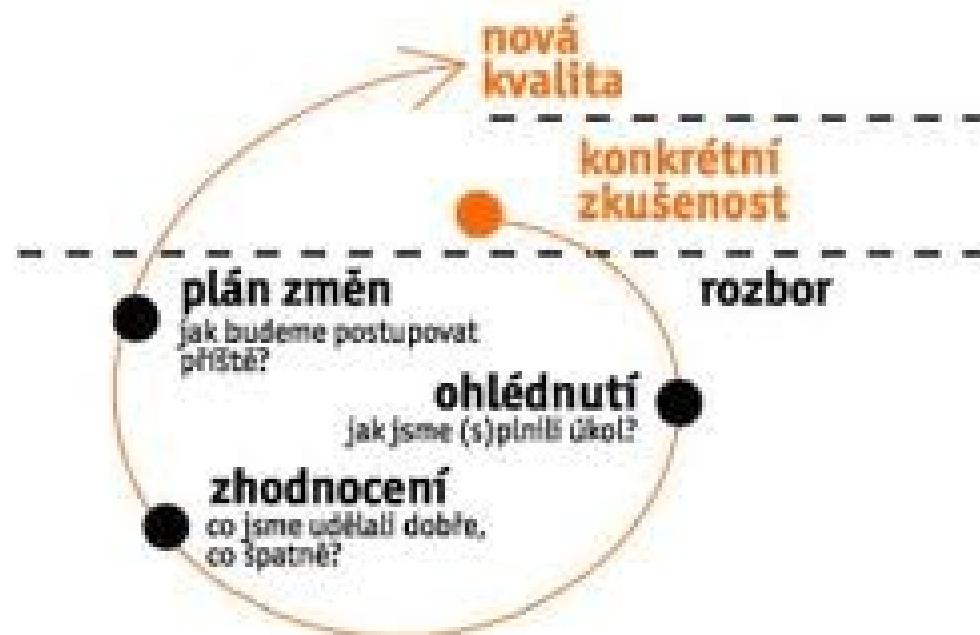 nová
kvalita
konkrétní
zkušenost
plán změn
jak budeme postupovat
příště?
rozbor
ohlédnutí
jak jsme (s)plnili úkol?
zhodnocení
co jsme udělali dobře,
co špatně?